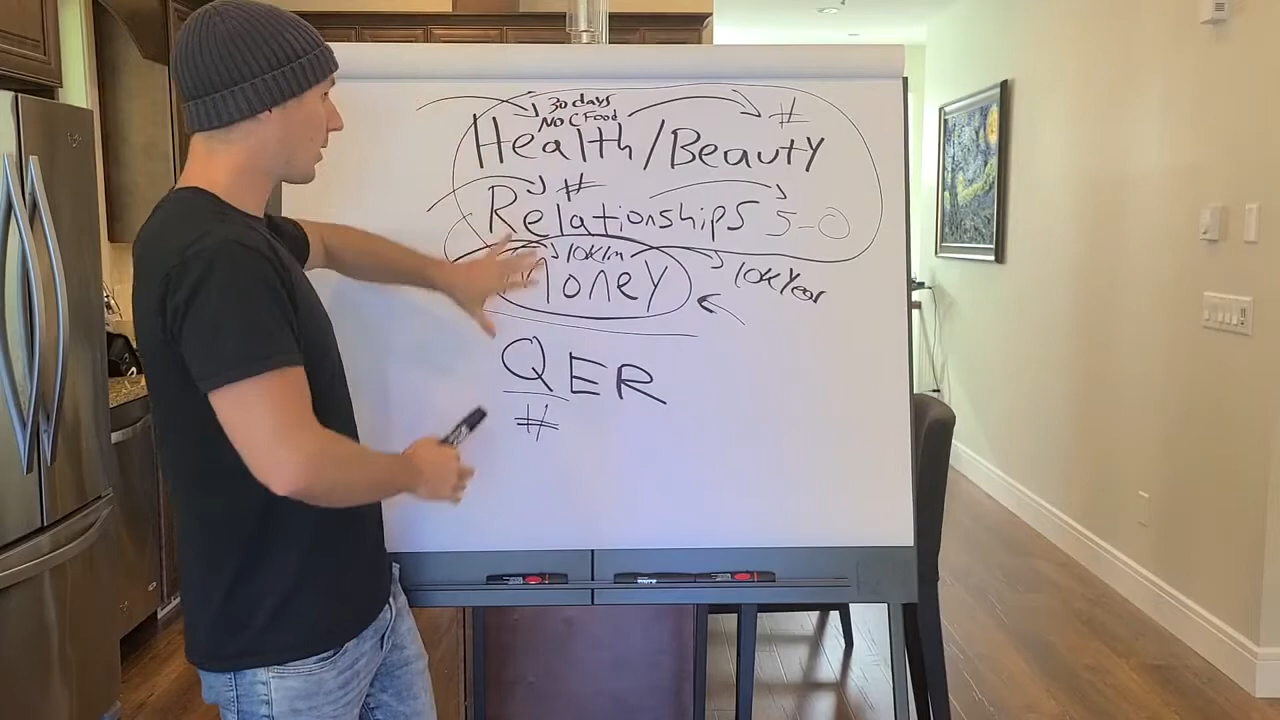 30 days
No C Food
#
Health/Beauty
#
Relationships 5-0
10K/m
Money
10K Year
QER
#